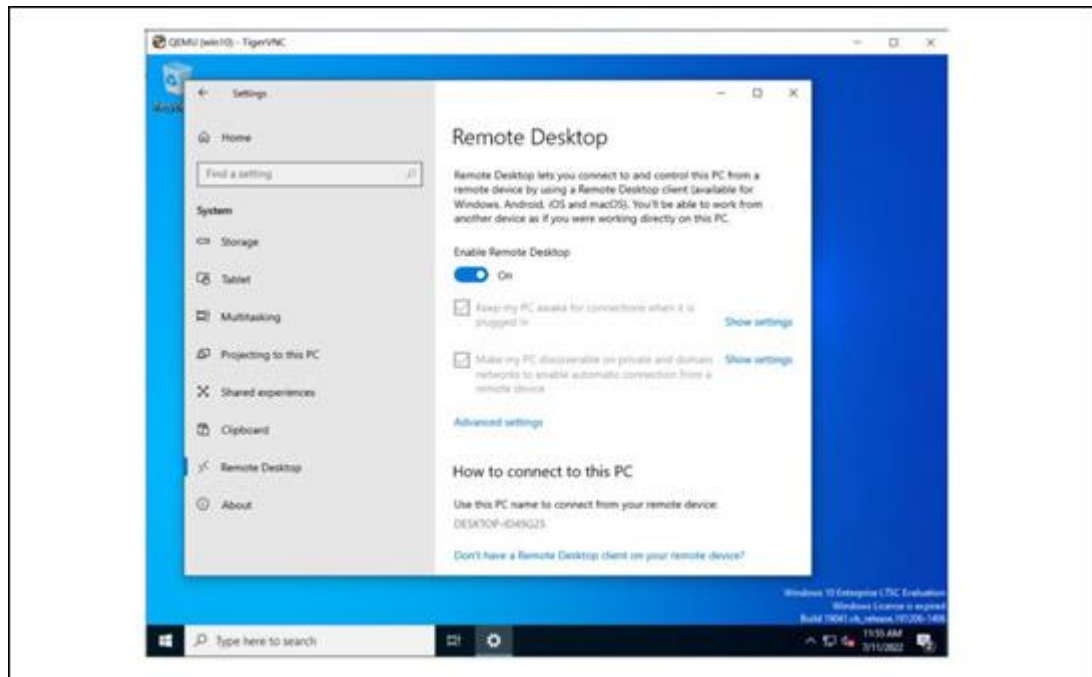 QEMU (win10) - TigerVNC
Settings
Home
Find a setting
System
Storage
Tablet
Multitasking
Projecting to this PC
Shared experiences
Clipboard
Remote Desktop
About
Remote Desktop
Remote Desktop lets you connect to and control this PC from a
remote device by using a Remote Desktop client (available for
Windows, Android, iOS and macOS). You'll be able to work from
another device as if you were working directly on this PC.
Enable Remote Desktop
On
Keep my PC awake for connections when it is
plugged in
Show settings
Make my PC discoverable on private and domain
networks to enable automatic connection from a
remote device
Show settings
Advanced settings
How to connect to this PC
Use this PC name to connect from your remote device:
Don't have a Remote Desktop client on your remote device?
Windows 10 Enterprise LTSC Evaluation
Windows License is expired
Build
Type here to search
11:55 AM
7/11/2022